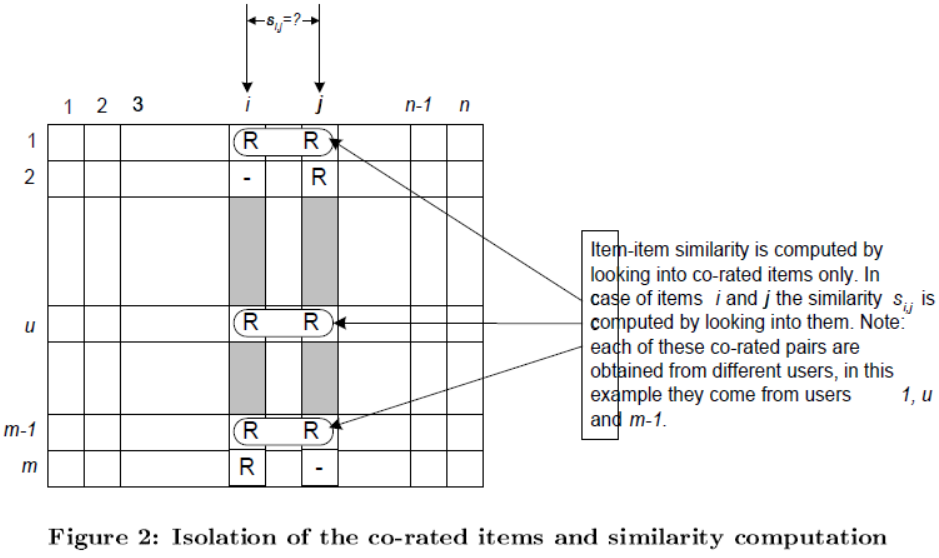 s i,j =?
1 2 3 i j n-1 n
1 R R
2 - R
Item-item similarity is computed by
looking into co-rated items only. In
case of items i and j the similarity s i,j is
u R R
computed by looking into them. Note:
each of these co-rated pairs are
obtained from different users, in this
example they come from users 1, u
and m-1.
m-1 R R
m R -
Figure 2: Isolation of the co-rated items and similarity computation